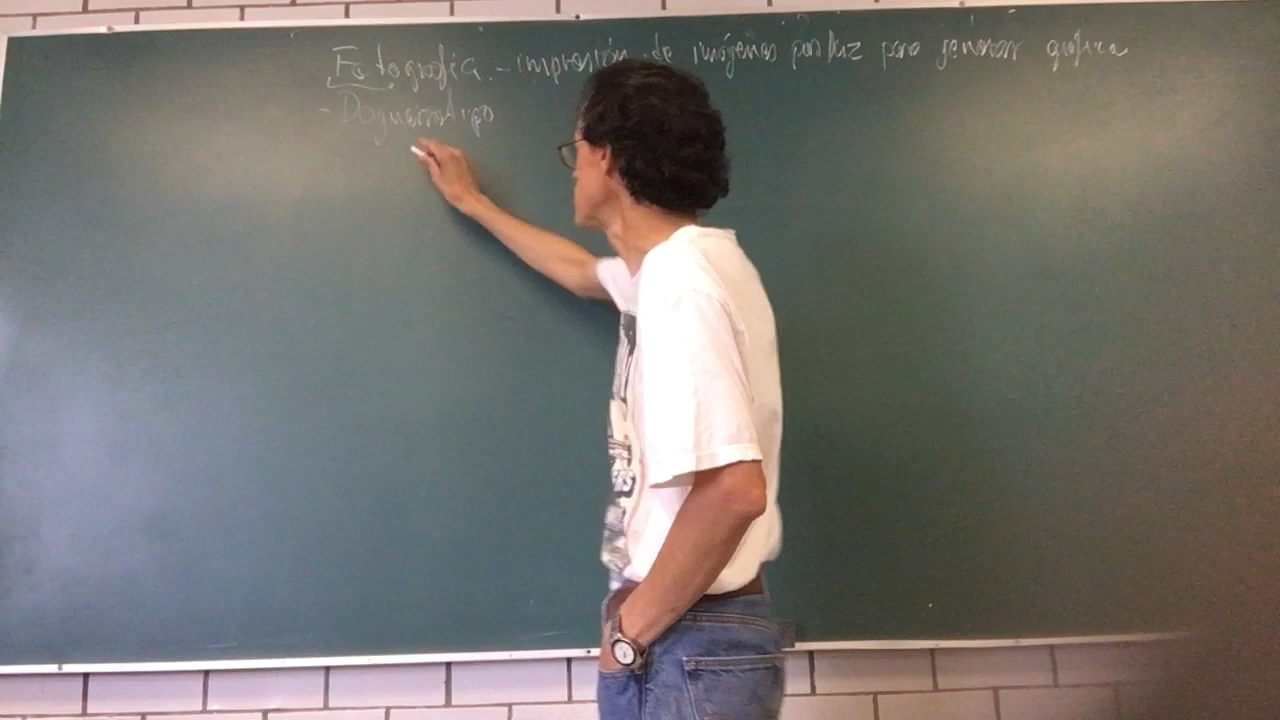 Fotografía.- impresión de imágenes por luz para generar gráfica
- Daguerrotipo